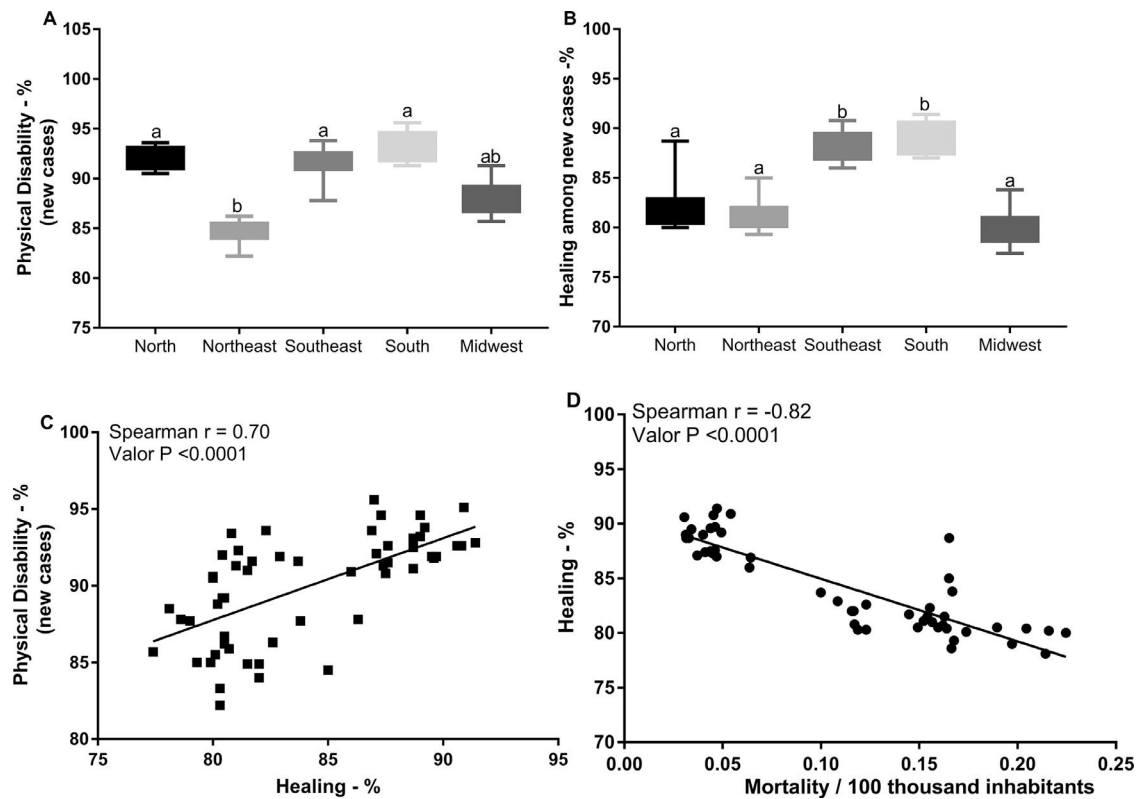 A
Physical Disability - %
(new cases)
105
100
95
90
85
80
75
a
b
a
a
ab
North
Northeast
Southeast
South
Midwest
B
Healing among new cases -%
100
95
90
85
80
75
70
a
a
b
b
a
North
Northeast
Southeast
South
Midwest
C
Spearman r = 0.70
Valor P <0.0001
Physical Disability - %
(new cases)
100
95
90
85
80
75
80
85
90
95
Healing - %
D
Spearman r = -0.82
Valor P <0.0001
Healing - %
100
95
90
85
80
75
70
0.00
0.05
0.10
0.15
0.20
0.25
Mortality / 100 thousand inhabitants